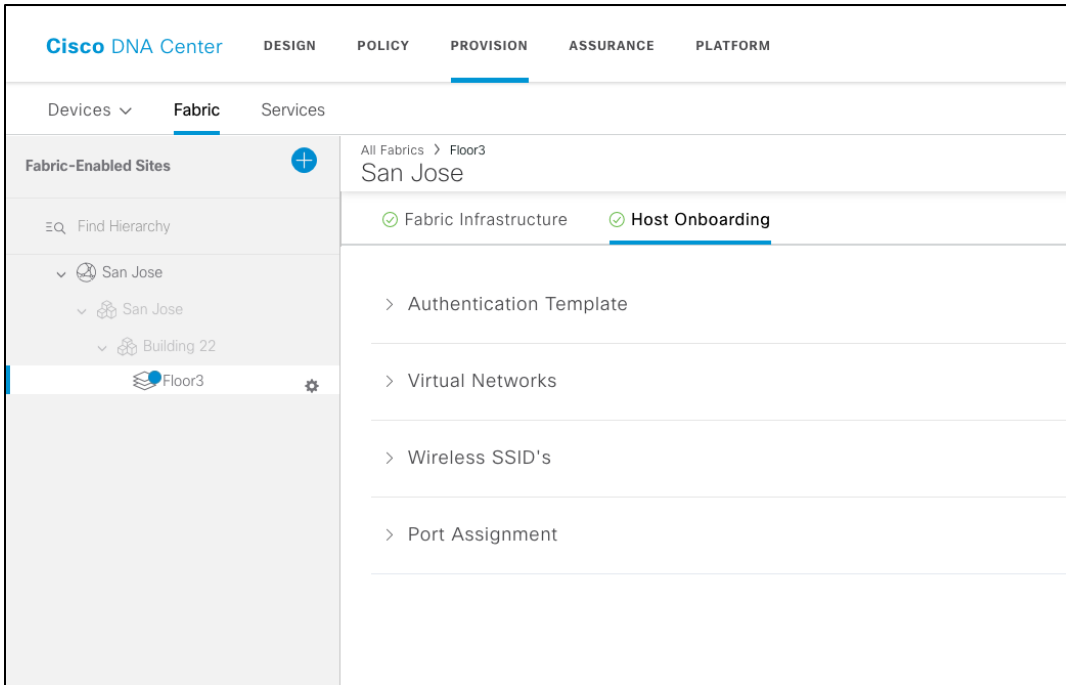 Cisco DNA Center DESIGN POLICY PROVISION ASSURANCE PLATFORM
Devices Fabric Services
Fabric-Enabled Sites
Find Hierarchy
San Jose
San Jose
Building 22
Floor3
All Fabrics > Floor3
San Jose
Fabric Infrastructure Host Onboarding
Authentication Template
Virtual Networks
Wireless SSID's
Port Assignment